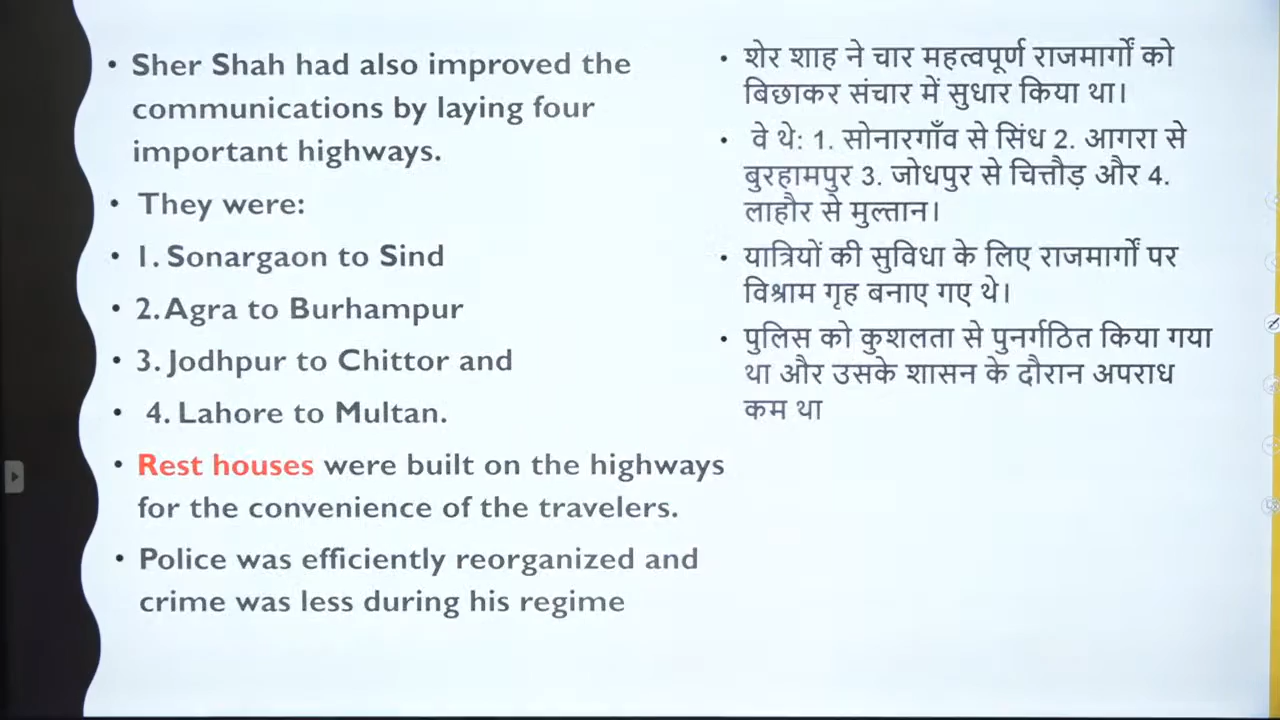 • Sher Shah had also improved the
communications by laying four
important highways.
• They were:
• 1. Sonargaon to Sind
• 2. Agra to Burhampur
• 3. Jodhpur to Chittor and
• 4. Lahore to Multan.
• Rest houses were built on the highways
for the convenience of the travelers.
• Police was efficiently reorganized and
crime was less during his regime
• शेर शाह ने चार महत्वपूर्ण राजमार्गों को
बिछाकर संचार में सुधार किया था।
• वे थे: 1. सोनारगाँव से सिंध 2. आगरा से
बुरहामपुर 3. जोधपुर से चित्तौड़ और 4.
लाहौर से मुल्तान।
• यात्रियों की सुविधा के लिए राजमार्गों पर
विश्राम गृह बनाए गए थे।
• पुलिस को कुशलता से पुनर्गठित किया गया
था और उसके शासन के दौरान अपराध
कम था